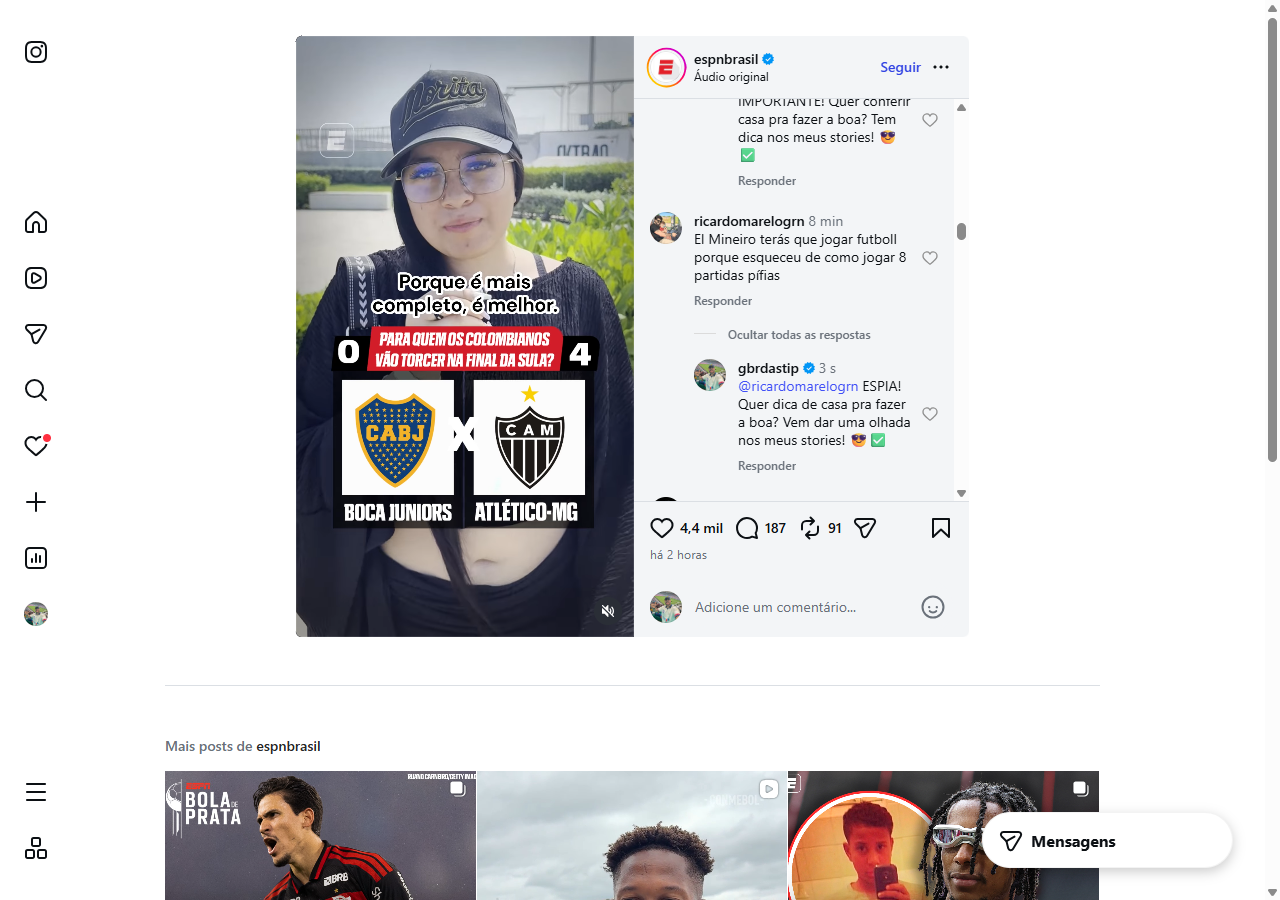 Norita
Porque é mais
completo, é melhor.
0
PARA QUEM OS COLOMBIANOS
VÃO TORCER NA FINAL DA SULA?
4
CABJ
X
CAM
BOCA JUNIORS
ATLÉTICO-MG
espnbrasil
Áudio original
Seguir
IMPORTANTE! Quer conferir
casa pra fazer a boa? Tem
dica nos meus stories! 😎
✅
Responder
ricardomarelogrn 8 min
El Mineiro terás que jogar futboll
porque esqueceu de como jogar 8
partidas pífias
Responder
Ocultar todas as respostas
gbrdastip 3 s
@ricardomarelogrn ESPIA!
Quer dica de casa pra fazer
a boa? Vem dar uma olhada
nos meus stories! 😎 ✅
Responder
4,4 mil
187
91
há 2 horas
Adicione um comentário...
Mais posts de espnbrasil
BOLA DE
PRATA
Mensagens